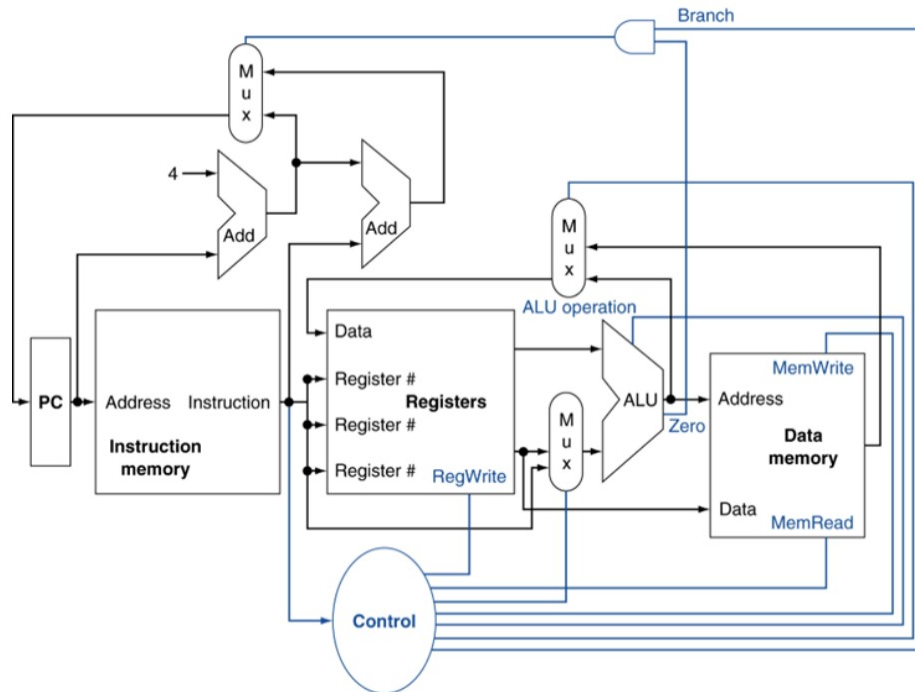 Branch
M
u
x
4
Add
Add
M
u
x
ALU operation
Data
MemWrite
PC
Address Instruction
Register #
Registers
ALU
Address
M
u
x
Zero
Register #
Instruction
memory
Data
memory
Register #
RegWrite
Data
MemRead
Control